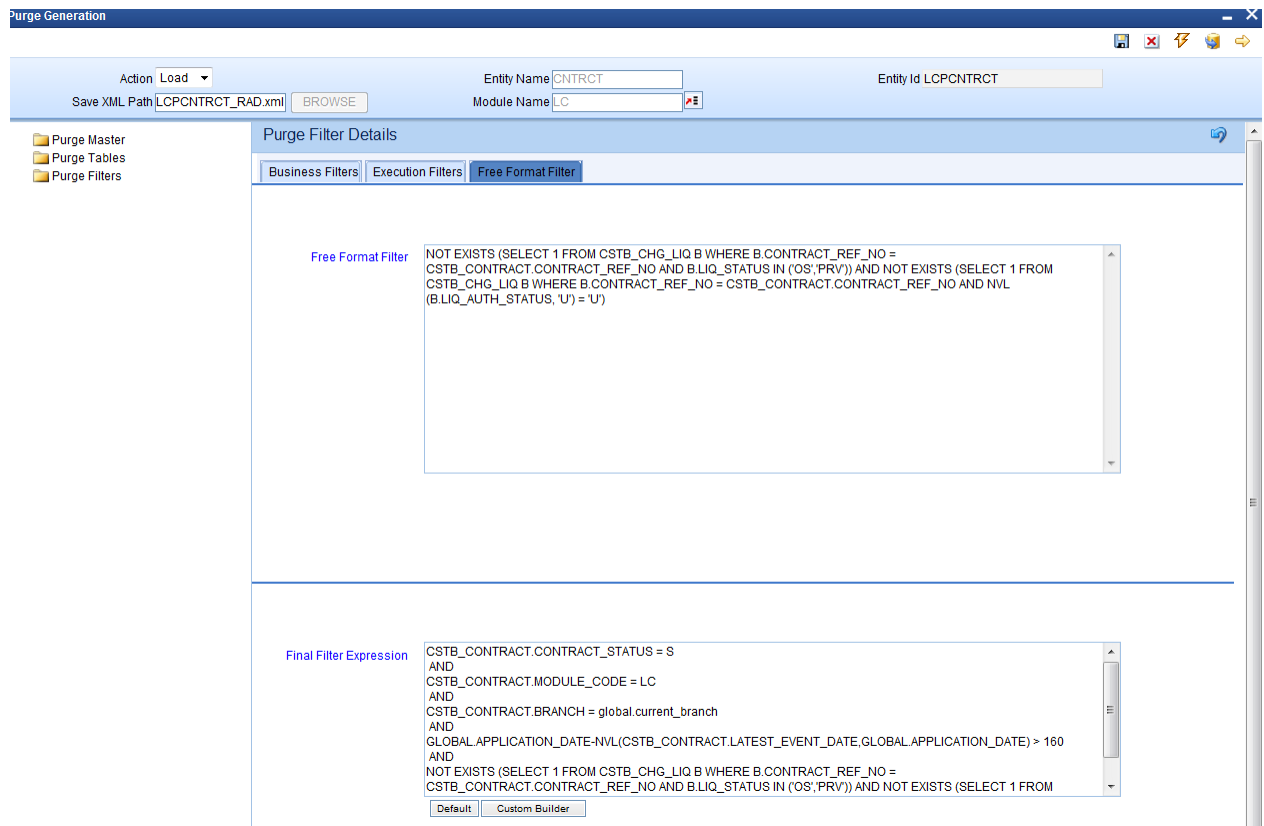 Purge Generation
Action Load Entity Name CNTRCT Entity Id LCPCNTRCT
Save XML Path LCPCNTRCT_RAD.xml BROWSE Module Name LC
Purge Master
Purge Tables
Purge Filters
Purge Filter Details
Business Filters Execution Filters Free Format Filter
Free Format Filter
NOT EXISTS (SELECT 1 FROM CSTB_CHG_LIQ B WHERE B.CONTRACT_REF_NO =
CSTB_CONTRACT.CONTRACT_REF_NO AND B.LIQ_STATUS IN ('OS','PRV')) AND NOT EXISTS (SELECT 1 FROM
CSTB_CHG_LIQ B WHERE B.CONTRACT_REF_NO = CSTB_CONTRACT.CONTRACT_REF_NO AND NVL
(B.LIQ_AUTH_STATUS, 'U') = 'U')
Final Filter Expression
CSTB_CONTRACT.CONTRACT_STATUS = S
AND
CSTB_CONTRACT.MODULE_CODE = LC
AND
CSTB_CONTRACT.BRANCH = global.current_branch
AND
GLOBAL.APPLICATION_DATE-NVL(CSTB_CONTRACT.LATEST_EVENT_DATE,GLOBAL.APPLICATION_DATE) > 160
AND
NOT EXISTS (SELECT 1 FROM CSTB_CHG_LIQ B WHERE B.CONTRACT_REF_NO =
CSTB_CONTRACT.CONTRACT_REF_NO AND B.LIQ_STATUS IN ('OS','PRV')) AND NOT EXISTS (SELECT 1 FROM
Default Custom Builder